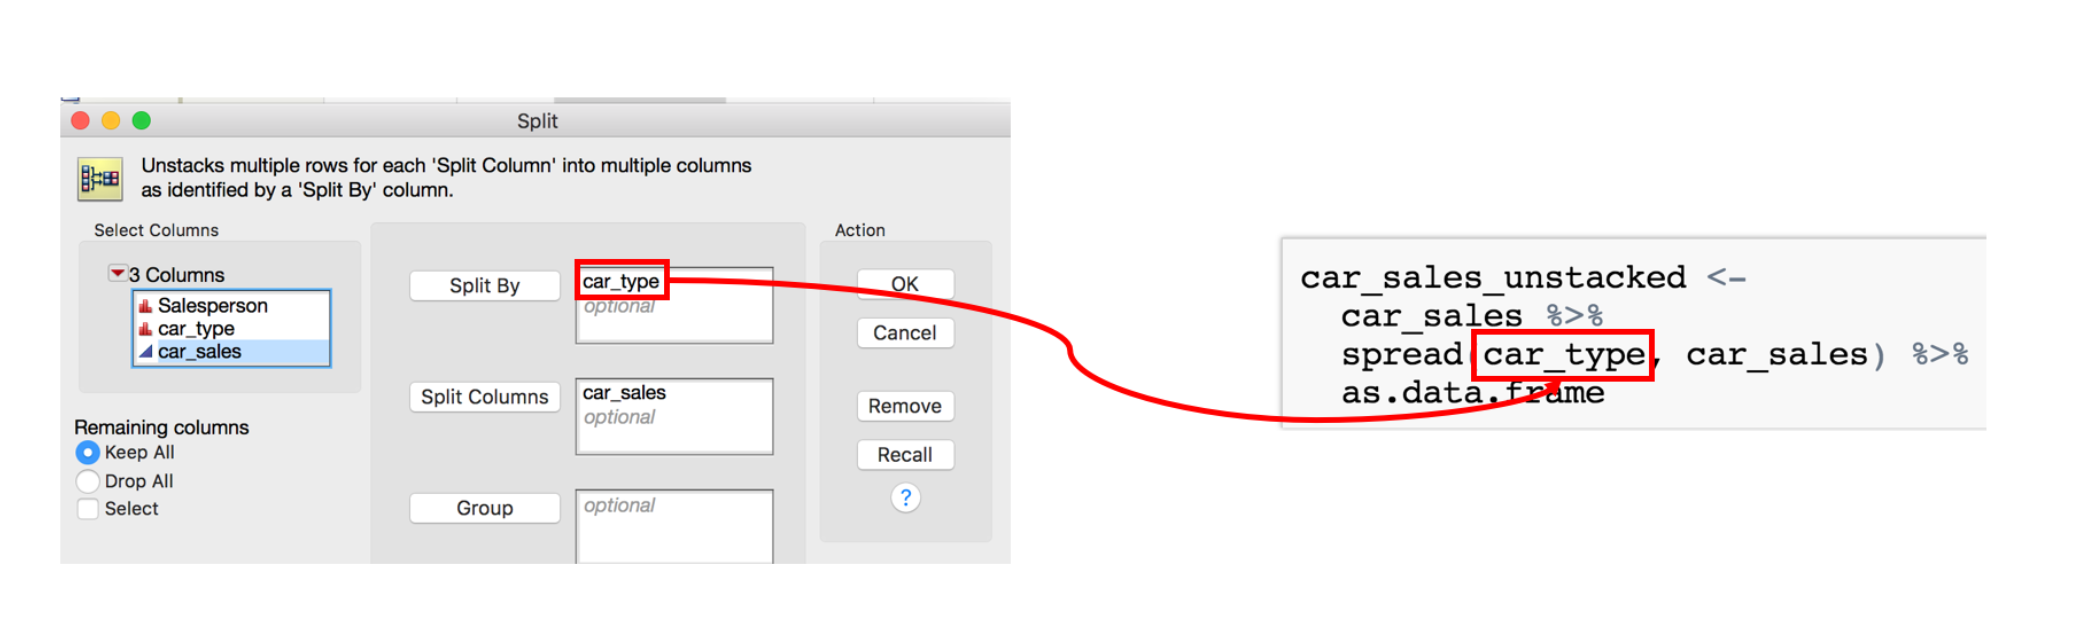 Split
Unstacks multiple rows for each 'Split Column' into multiple columns
as identified by a 'Split By' column.
Select Columns
3 Columns
Salesperson
car_type
car_sales
Remaining columns
Keep All
Drop All
Select
Split By
car_type
optional
Split Columns
car_sales
optional
Group
optional
Action
OK
Cancel
Remove
Recall
?
car_sales_unstacked <-
car_sales %>%
spread(car_type, car_sales) %>%
as.data.frame